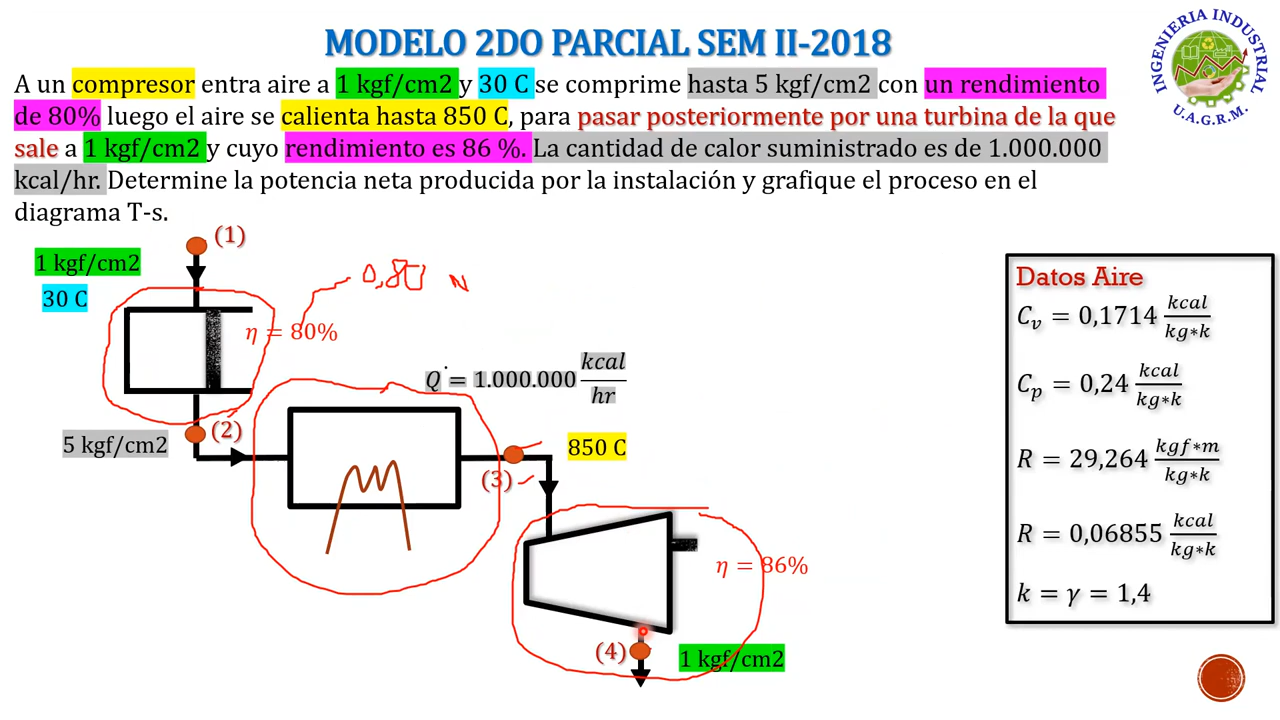 MODELO 2DO PARCIAL SEM II-2018
A un compresor entra aire a 1 kgf/cm2 y 30 C se comprime hasta 5 kgf/cm2 con un rendimiento
de 80% luego el aire se calienta hasta 850 C, para pasar posteriormente por una turbina de la que
sale a 1 kgf/cm2 y cuyo rendimiento es 86 %. La cantidad de calor suministrado es de 1.000.000
kcal/hr. Determine la potencia neta producida por la instalación y grafique el proceso en el
diagrama T-s.
INGENIERIA INDUSTRIAL
U.A.G.R.M.
(1)
1 kgf/cm2
30 C
0,80
η = 80%
Q̇ = 1.000.000 kcal/hr
(2)
5 kgf/cm2
850 C
(3)
η = 86%
(4)
1 kgf/cm2
Datos Aire
C_v = 0,1714 kcal/kg∗k
C_p = 0,24 kcal/kg∗k
R = 29,264 kgf∗m/kg∗k
R = 0,06855 kcal/kg∗k
k = γ = 1,4